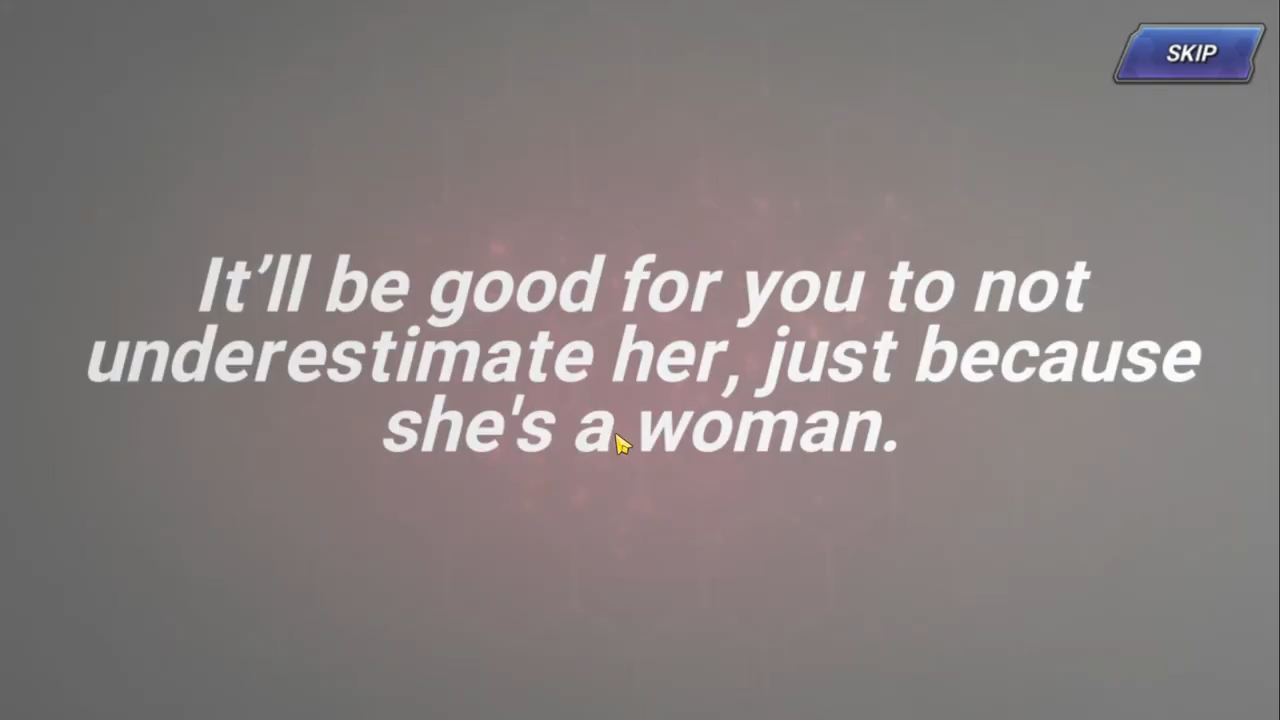 SKIP
It’ll be good for you to not
underestimate her, just because
she's a woman.